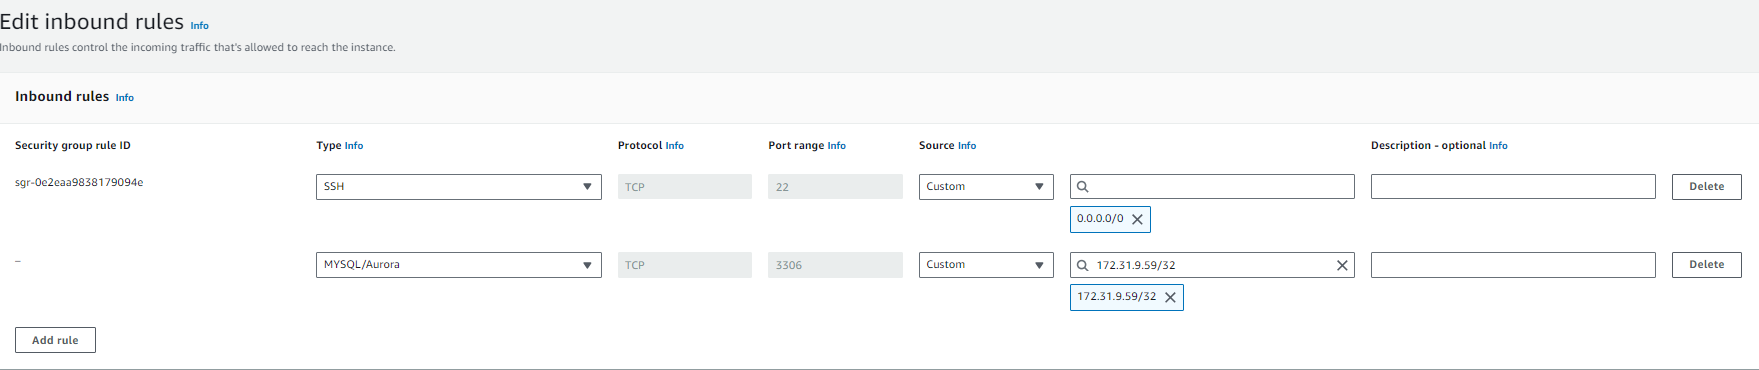 Edit inbound rules Info
Inbound rules control the incoming traffic that's allowed to reach the instance.
Inbound rules Info
Security group rule ID Type Info Protocol Info Port range Info Source Info Description - optional Info
sgr-0e2eaa9838179094e SSH TCP 22 Custom Delete
0.0.0.0/0
– MYSQL/Aurora TCP 3306 Custom 172.31.9.59/32 Delete
172.31.9.59/32
Add rule